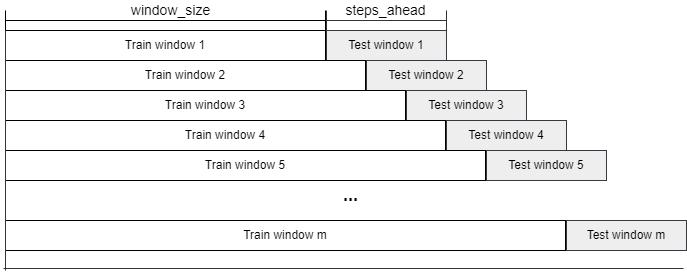 window_size steps_ahead
Train window 1 Test window 1
Train window 2 Test window 2
Train window 3 Test window 3
Train window 4 Test window 4
Train window 5 Test window 5
...
Train window m Test window m